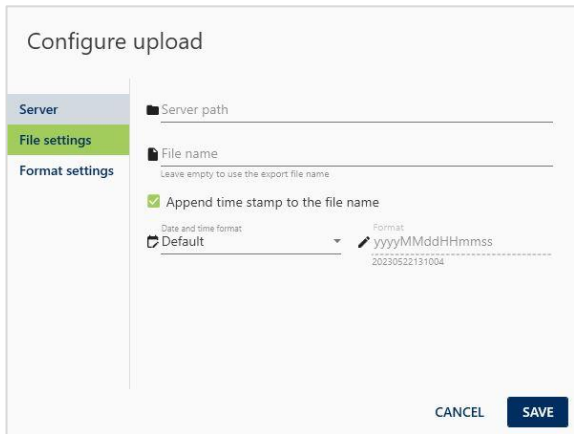 Configure upload
Server
File settings
Format settings
Server path
File name
Leave empty to use the export file name
Append time stamp to the file name
Date and time format
Default
Format
yyyyMMddHHmmss
20230522131004
CANCEL
SAVE